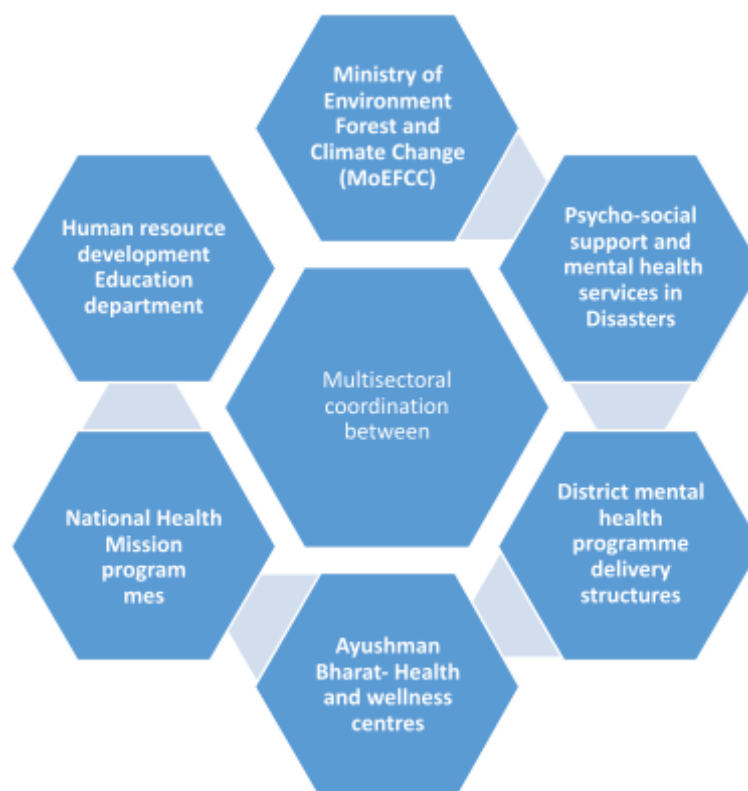 Ministry of
Environment
Forest and
Climate Change
(MoEFCC)
Psycho-social
support and
mental health
services in
Disasters
District mental
health
programme
delivery
structures
Ayushman
Bharat- Health
and wellness
centres
National Health
Mission
program
mes
Human resource
development
Education
department
Multisectoral
coordination
between